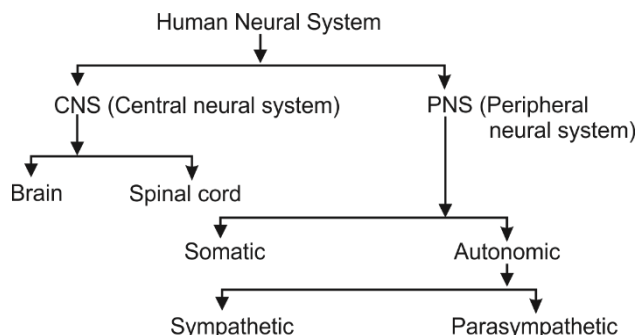 Human Neural System
CNS (Central neural system)
PNS (Peripheral
neural system)
Brain
Spinal cord
Somatic
Autonomic
Sympathetic
Parasympathetic